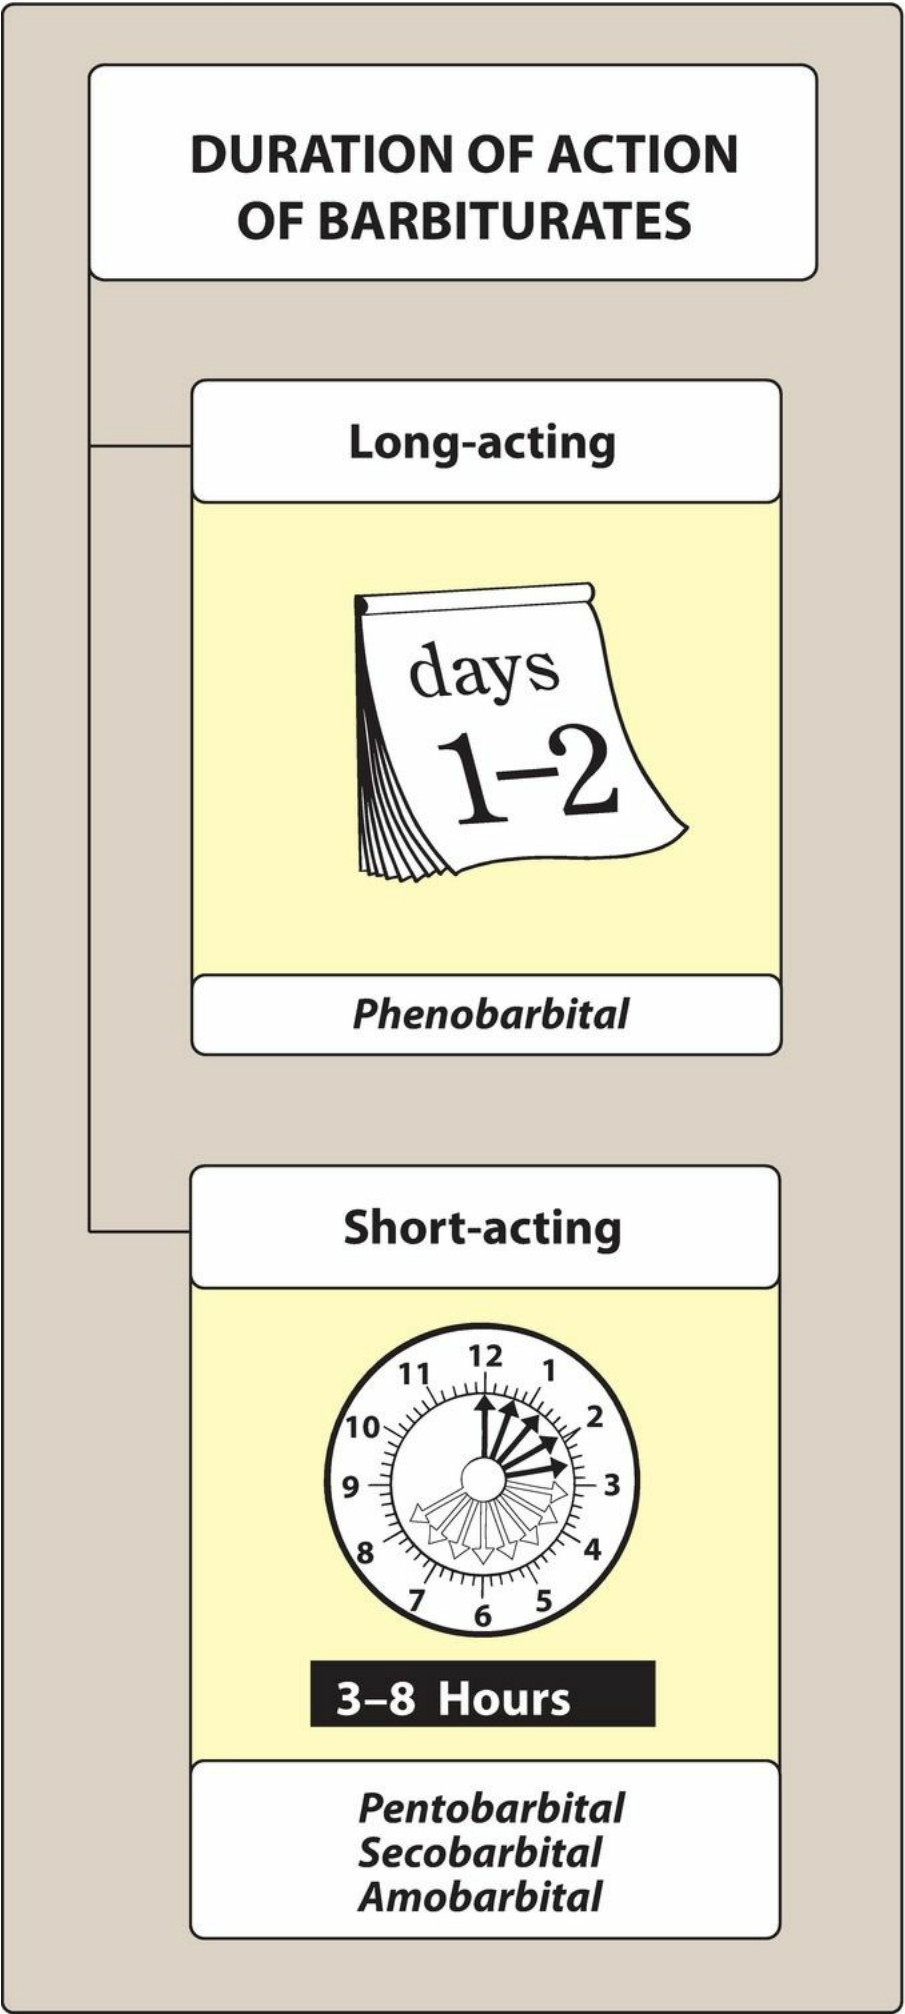 DURATION OF ACTION
OF BARBITURATES
Long-acting
days
1–2
Phenobarbital
Short-acting
12
1
2
3
4
5
6
7
8
9
10
11
3–8 Hours
Pentobarbital
Secobarbital
Amobarbital